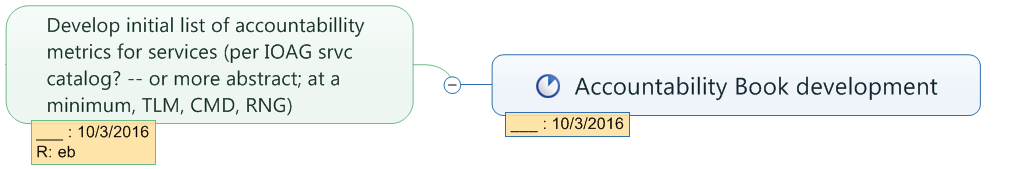 Develop initial list of accountabillity
metrics for services (per IOAG srvc
catalog? -- or more abstract; at a
minimum, TLM, CMD, RNG)
___ : 10/3/2016
R: eb
Accountability Book development
___ : 10/3/2016